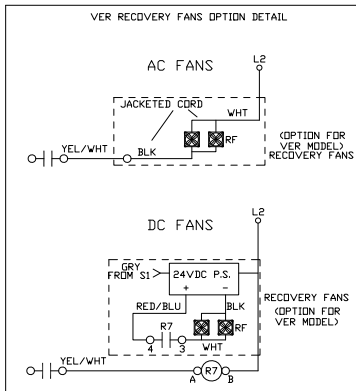 VER RECOVERY FANS OPTION DETAIL
L2
AC FANS
JACKETED CORD
WHT
RF
(OPTION FOR
VER MODEL)
RECOVERY FANS
YEL/WHT
BLK
L2
DC FANS
GRY
FROM S1
24VDC P.S.
+ -
RED/BLU
BLK
RECOVERY FANS
(OPTION FOR
VER MODEL)
R7
RF
4 3
WHT
YEL/WHT
A R7 B